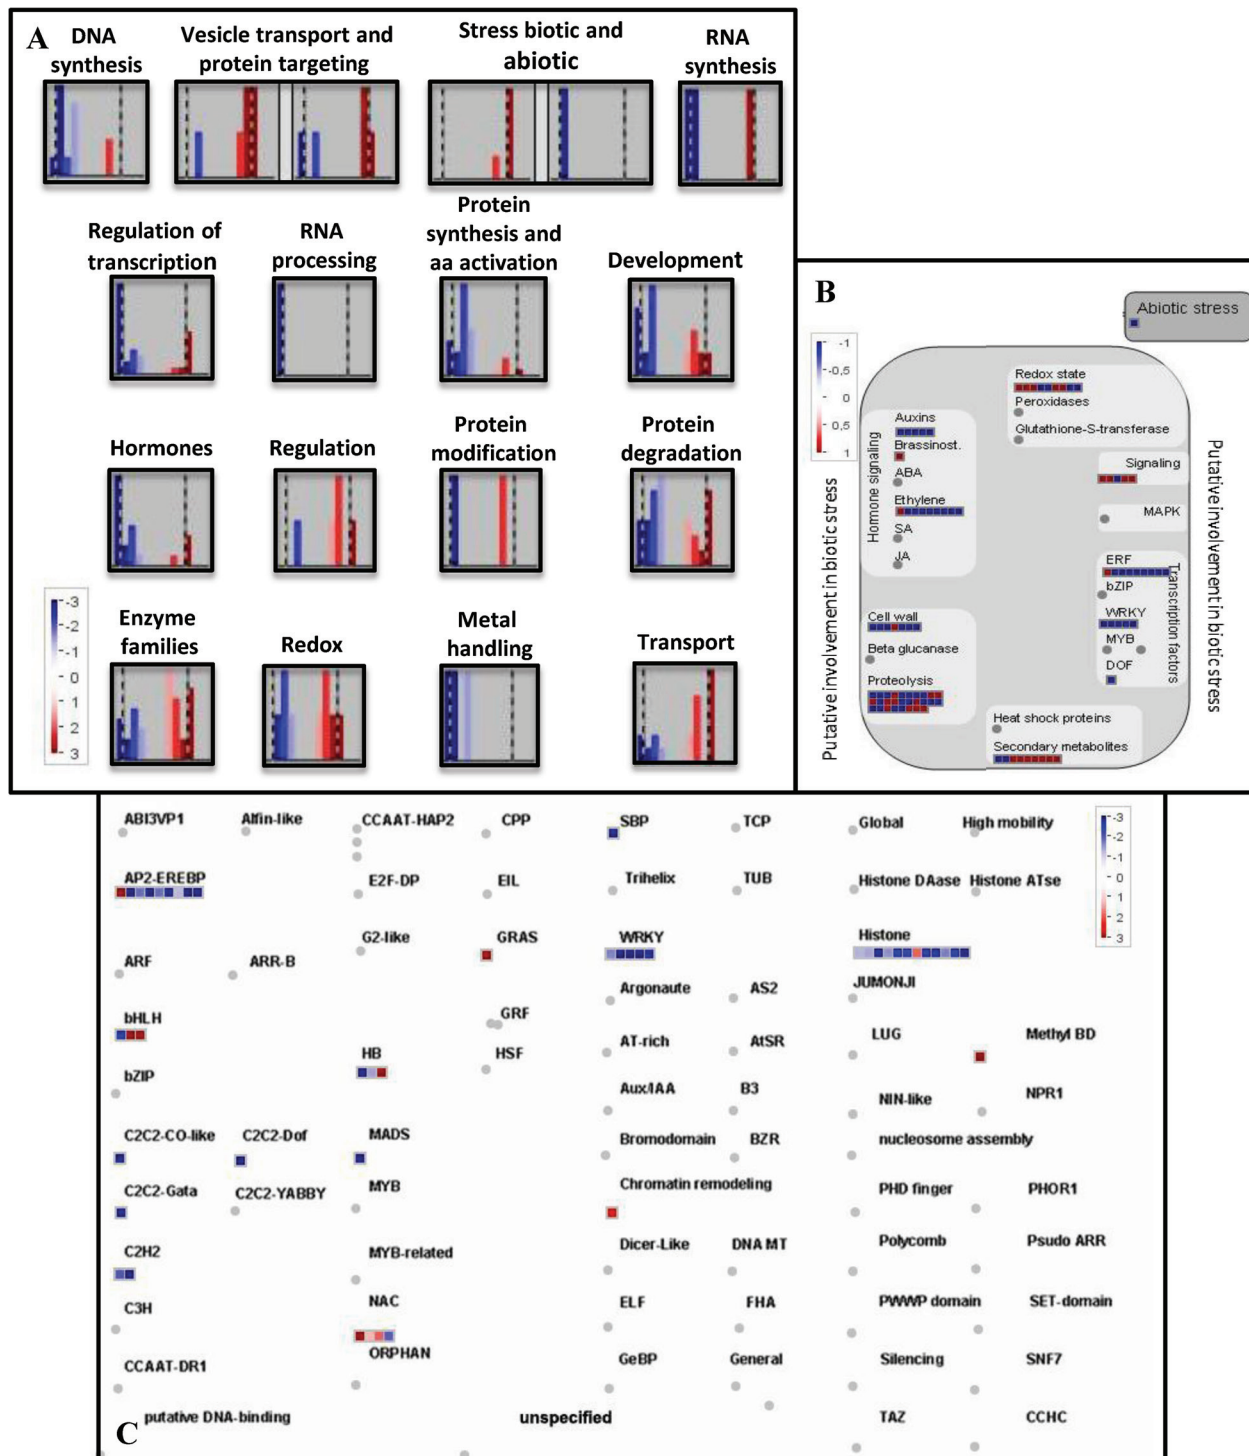 A
DNA
synthesis
Vesicle transport and
protein targeting
Stress biotic and
abiotic
RNA
synthesis
Regulation of
transcription
RNA
processing
Protein
synthesis and
aa activation
Development
Hormones
Regulation
Protein
modification
Protein
degradation
-3
-2
-1
0
1
2
3
Enzyme
families
Redox
Metal
handling
Transport
B
Abiotic stress
-1
-0,5
0
0,5
1
Putative involvement in biotic stress
Hormone signaling
Auxins
Brassinost.
ABA
Ethylene
SA
JA
Cell wall
Beta glucanase
Proteolysis
Redox state
Peroxidases
Glutathione-S-transferase
Signaling
MAPK
ERF
bZIP
WRKY
MYB
DOF
Transcription factors
Heat shock proteins
Secondary metabolites
Putative involvement in biotic stress
ABI3VP1 Alfin-like CCAAT-HAP2 CPP SBP TCP Global High mobility
-3
-2
-1
0
1
2
3
AP2-EREBP E2F-DP EIL Trihelix TUB Histone DAase Histone ATse
G2-like GRAS WRKY Histone
ARF ARR-B Argonaute AS2 JUMONJI
bHLH GRF AT-rich AtSR LUG Methyl BD
HB HSF
bZIP Aux/IAA B3 NIN-like NPR1
C2C2-CO-like C2C2-Dof MADS Bromodomain BZR nucleosome assembly
C2C2-Gata C2C2-YABBY MYB Chromatin remodeling PHD finger PHOR1
C2H2 MYB-related Dicer-Like DNA MT Polycomb Psudo ARR
C3H NAC ELF FHA PWWP domain SET-domain
CCAAT-DR1 ORPHAN GeBP General Silencing SNF7
C putative DNA-binding unspecified TAZ CCHC